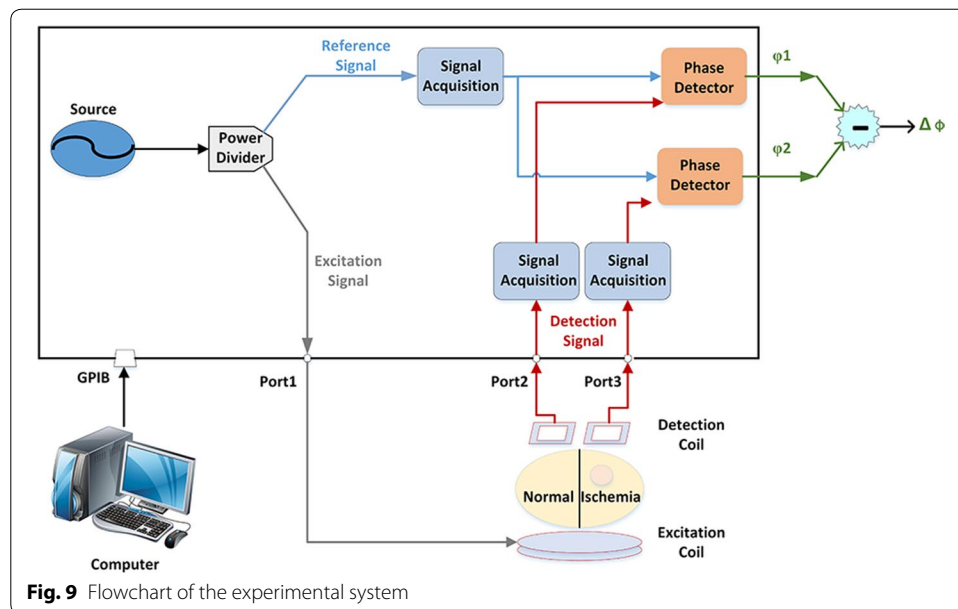 Reference
Signal
Signal
Acquisition
Phase
Detector
φ1
Source
Power
Divider
-
Δ ϕ
φ2
Phase
Detector
Excitation
Signal
Signal
Acquisition
Signal
Acquisition
Detection
Signal
GPIB
Port1
Port2
Port3
Detection
Coil
Normal
Ischemia
Excitation
Coil
Computer
Fig. 9 Flowchart of the experimental system